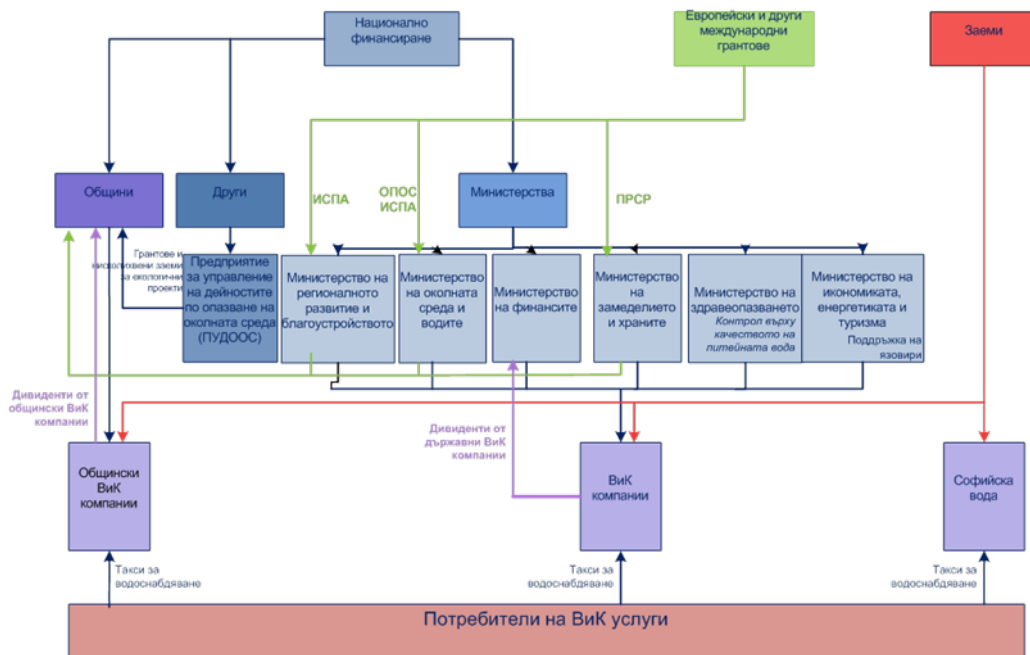 Национално
финансиране
Европейски и други
международни
грантове
Заеми
Общини
Други
Министерства
ИСПА
ОПОС
ИСПА
ПРСР
Грантове и
нисколихвени заеми
за екологични
проекти
Предприятие
за управление
на дейностите
по опазване на
околната среда
(ПУДООС)
Министерство на
регионалното
развитие и
благоустройството
Министерство
на околната
среда и
водите
Министерство
на финансите
Министерство
на
замеделието
и храните
Министерство на
здравеопазването
Контрол върху
качеството на
питейната вода
Министерство на
икономиката,
енергетиката и
туризма
Поддръжка на
язовири
Дивиденти от
общински ВиК
компании
Дивиденти от
държавни ВиК
компании
Общински
ВиК
компании
ВиК
компании
Софийска
вода
Такси за
водоснабдяване
Такси за
водоснабдяване
Такси за
водоснабдяване
Потребители на ВиК услуги